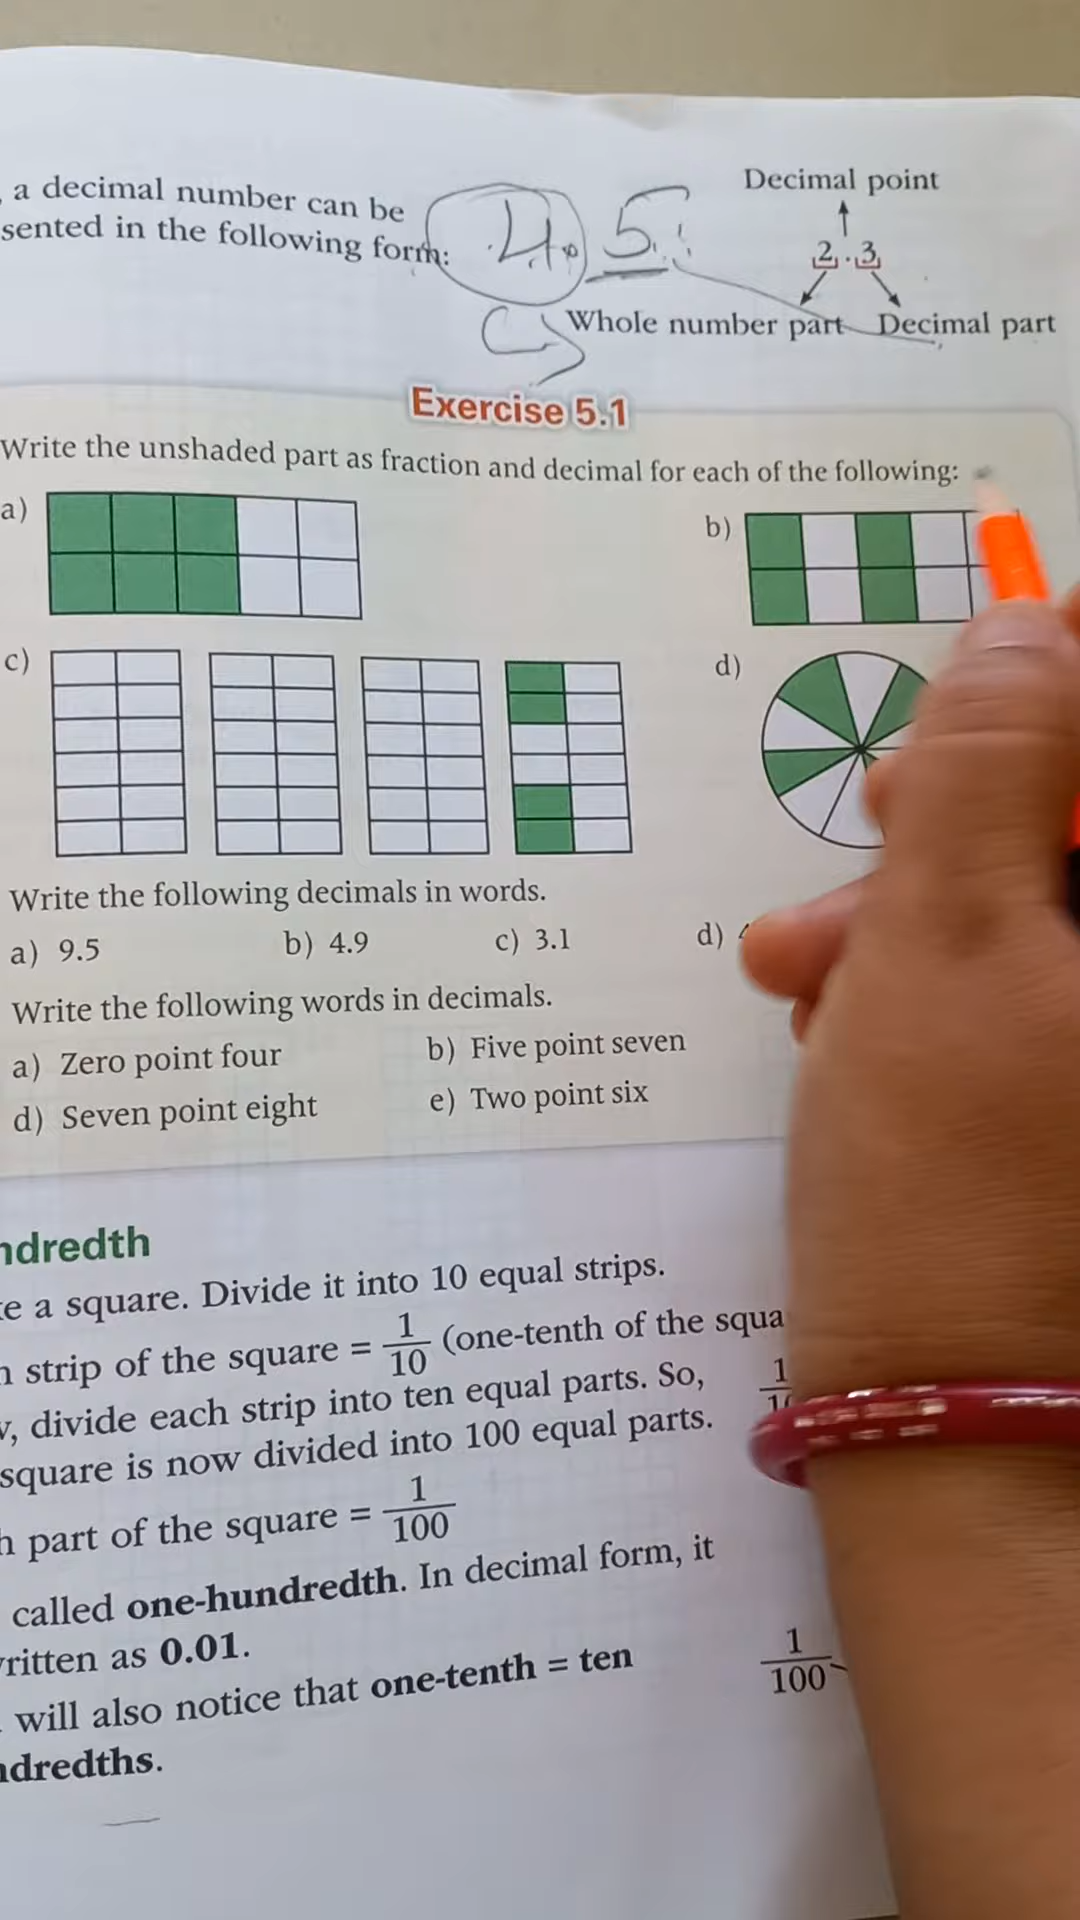 a decimal number can be
sented in the following form:
4.5
Decimal point
2.3
Whole number part Decimal part
Exercise 5.1
Write the unshaded part as fraction and decimal for each of the following:
a)
b)
c)
d)
Write the following decimals in words.
a) 9.5 b) 4.9 c) 3.1 d)
Write the following words in decimals.
a) Zero point four b) Five point seven
d) Seven point eight e) Two point six
ndredth
e a square. Divide it into 10 equal strips.
strip of the square = 1/10 (one-tenth of the squa
, divide each strip into ten equal parts. So,
square is now divided into 100 equal parts.
part of the square = 1/100
called one-hundredth. In decimal form, it
ritten as 0.01.
1/100
will also notice that one-tenth = ten
dredths.